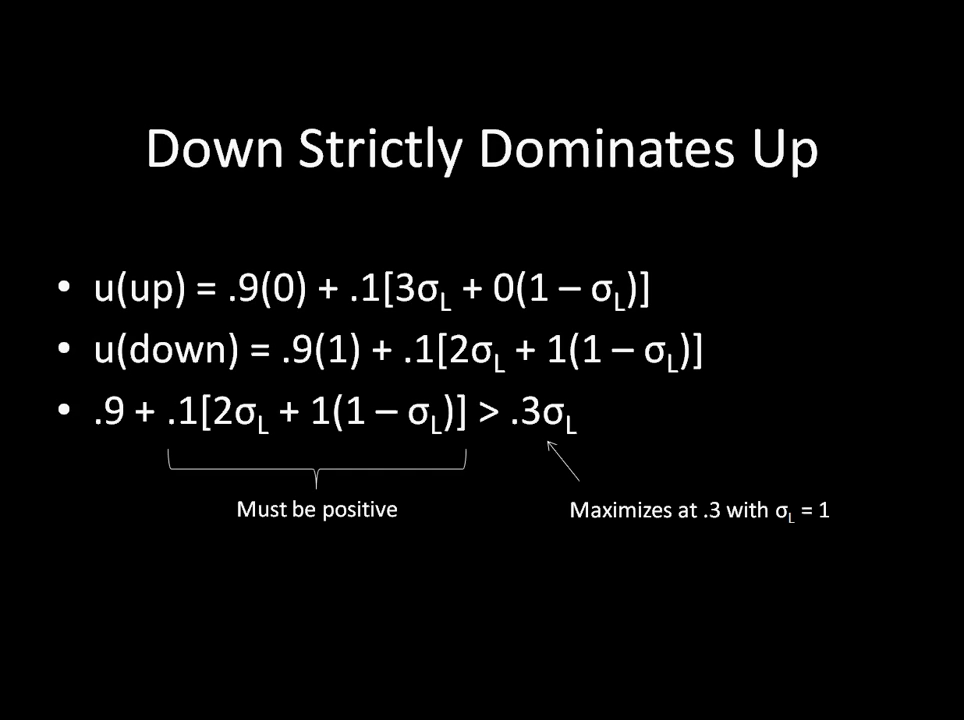 Down Strictly Dominates Up
• u(up) = .9(0) + .1[3σL + 0(1 – σL)]
• u(down) = .9(1) + .1[2σL + 1(1 – σL)]
• .9 + .1[2σL + 1(1 – σL)] > .3σL
Must be positive
Maximizes at .3 with σL = 1